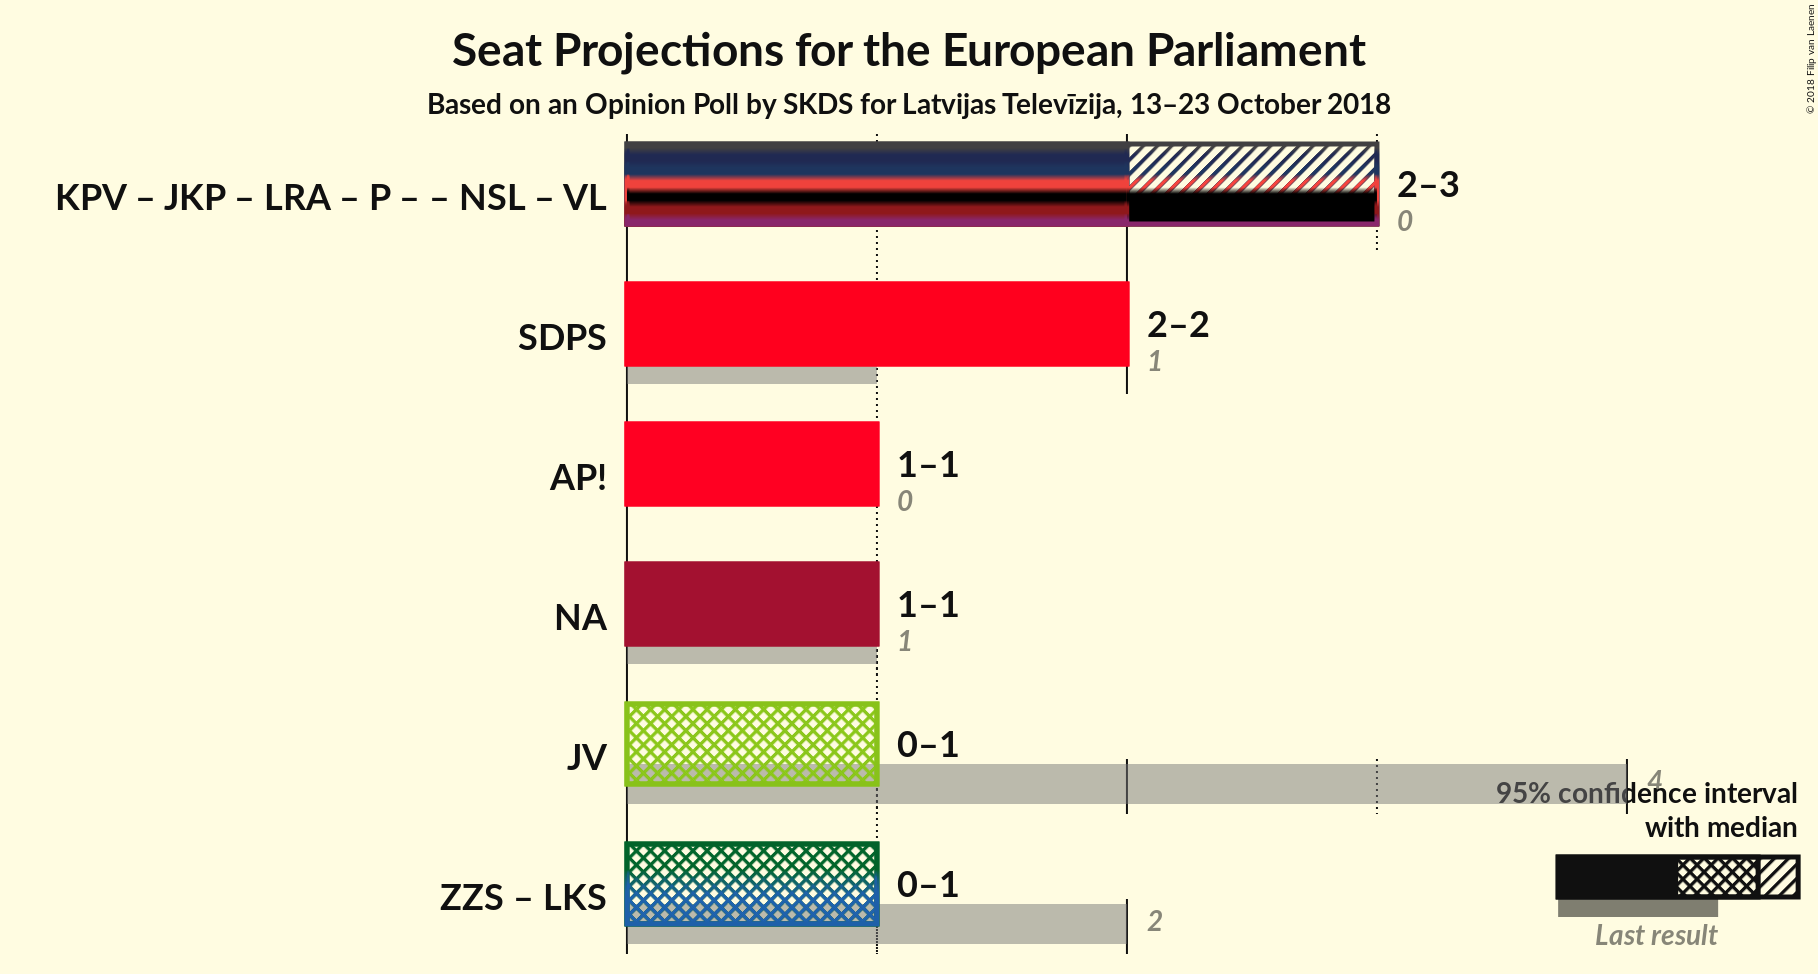 Seat Projections for the European Parliament
Based on an Opinion Poll by SKDS for Latvijas Televīzija, 13–23 October 2018
© 2018 Filip van Laenen
KPV – JKP – LRA – P – – NSL – VL
2–3
0
SDPS
2–2
1
AP!
1–1
0
NA
1–1
1
JV
0–1
4
ZZS – LKS
0–1
2
95% confidence interval
with median
Last result